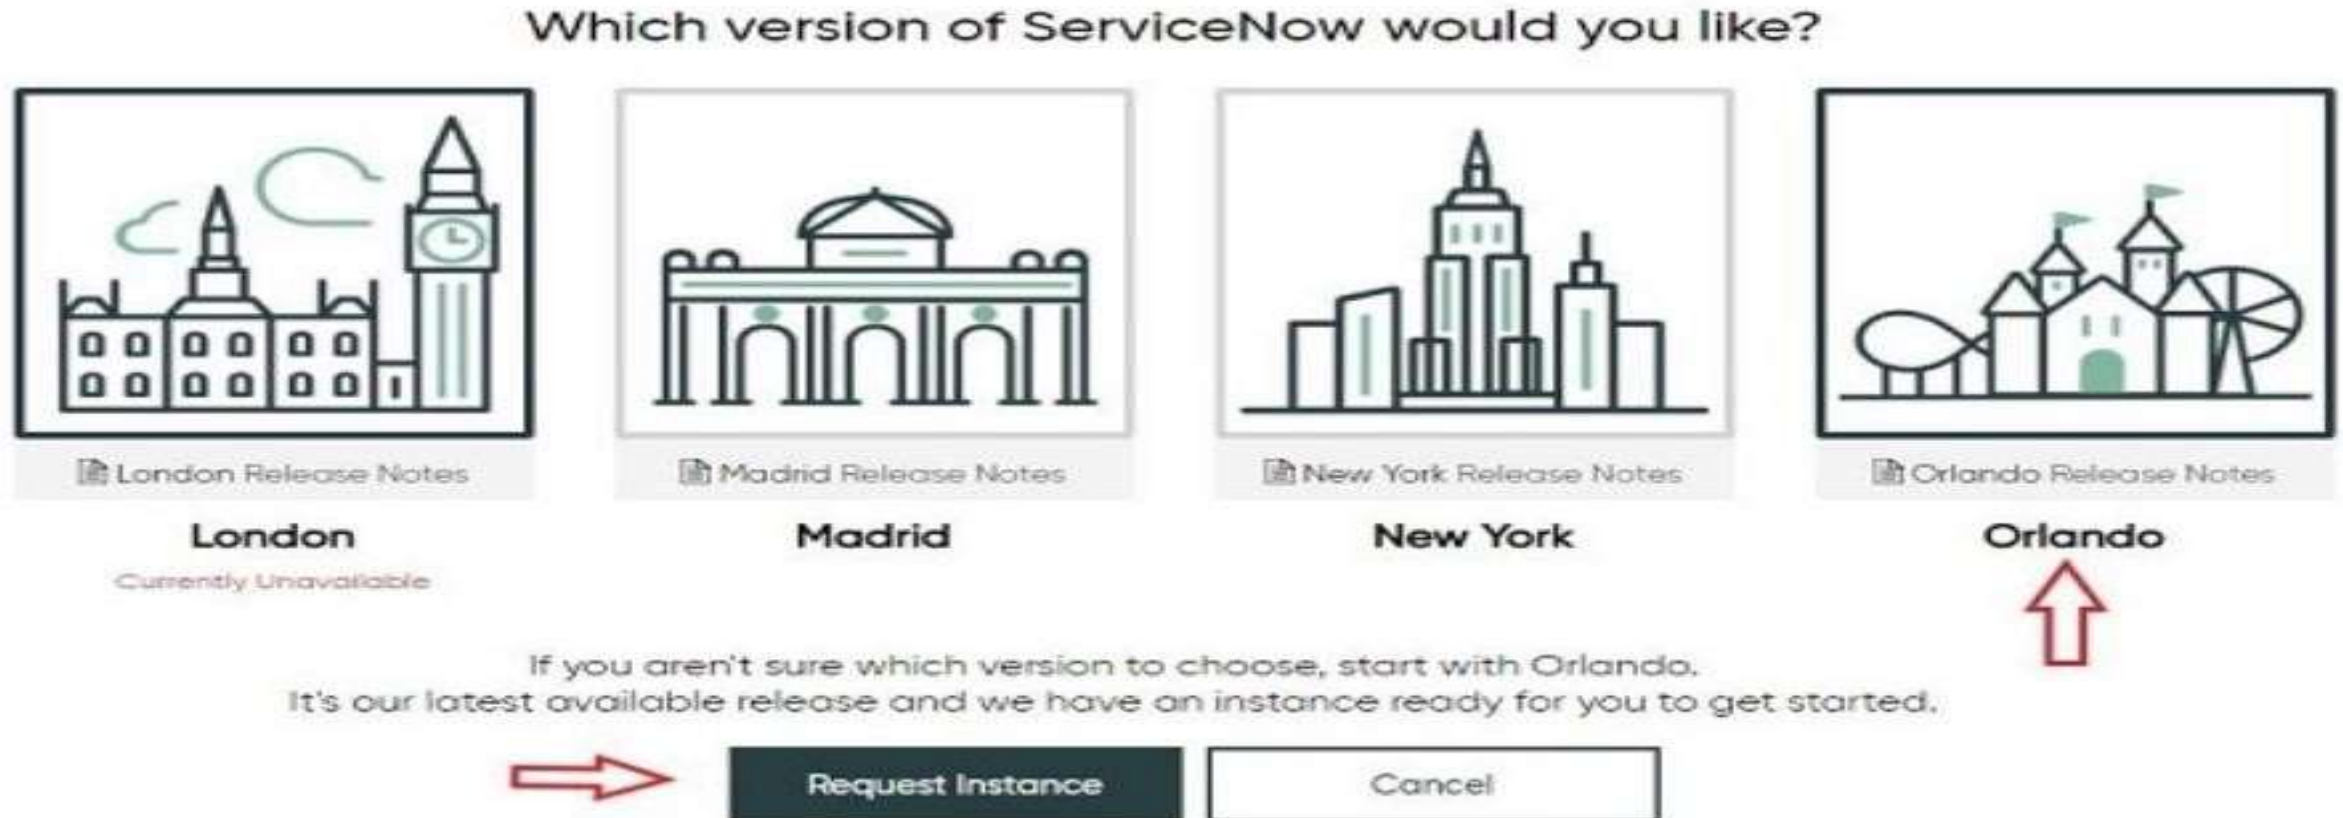 Which version of ServiceNow would you like?
London Release Notes
Madrid Release Notes
New York Release Notes
Orlando Release Notes
London
Madrid
New York
Orlando
Currently Unavailable
If you aren't sure which version to choose, start with Orlando.
It's our latest available release and we have an instance ready for you to get started.
Request Instance
Cancel